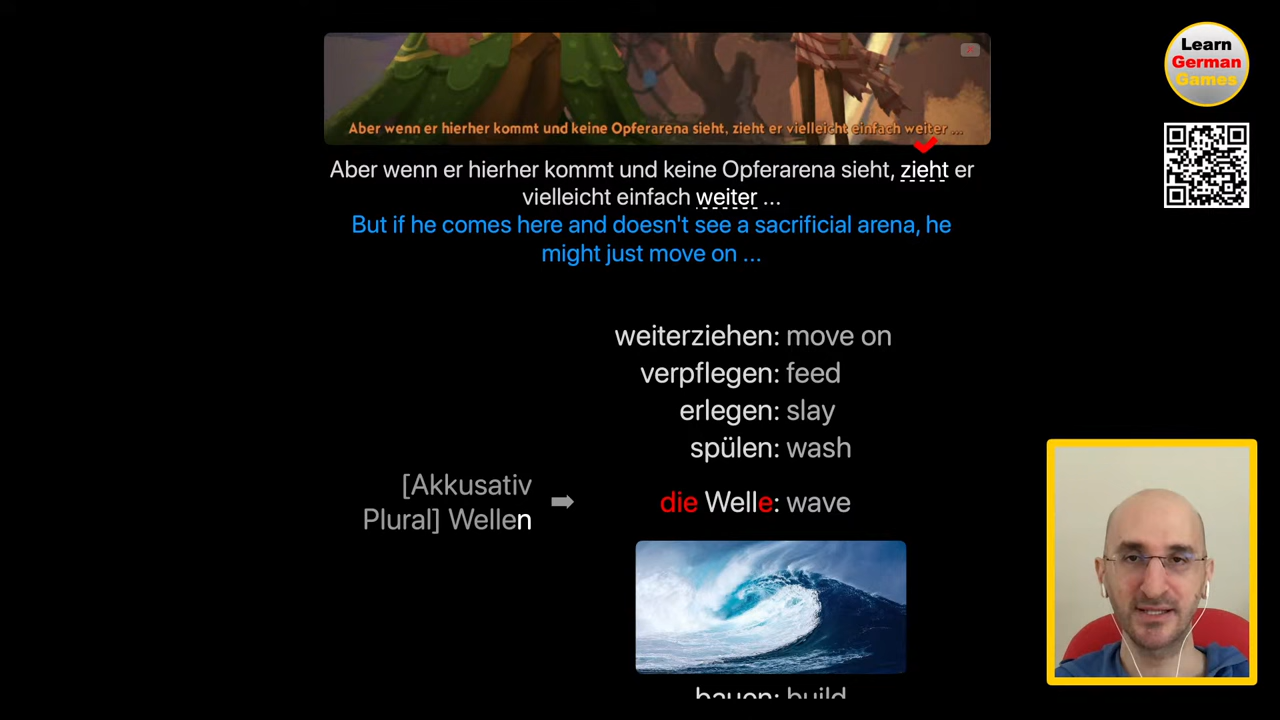 Learn
German
Games
Aber wenn er hierher kommt und keine Opferarena sieht, zieht er vielleicht einfach weiter ...
Aber wenn er hierher kommt und keine Opferarena sieht, zieht er
vielleicht einfach weiter ...
But if he comes here and doesn't see a sacrificial arena, he
might just move on ...
weiterziehen: move on
verpflegen: feed
erlegen: slay
spülen: wash
[Akkusativ
Plural] Wellen
➡
die Welle: wave
bauen: build